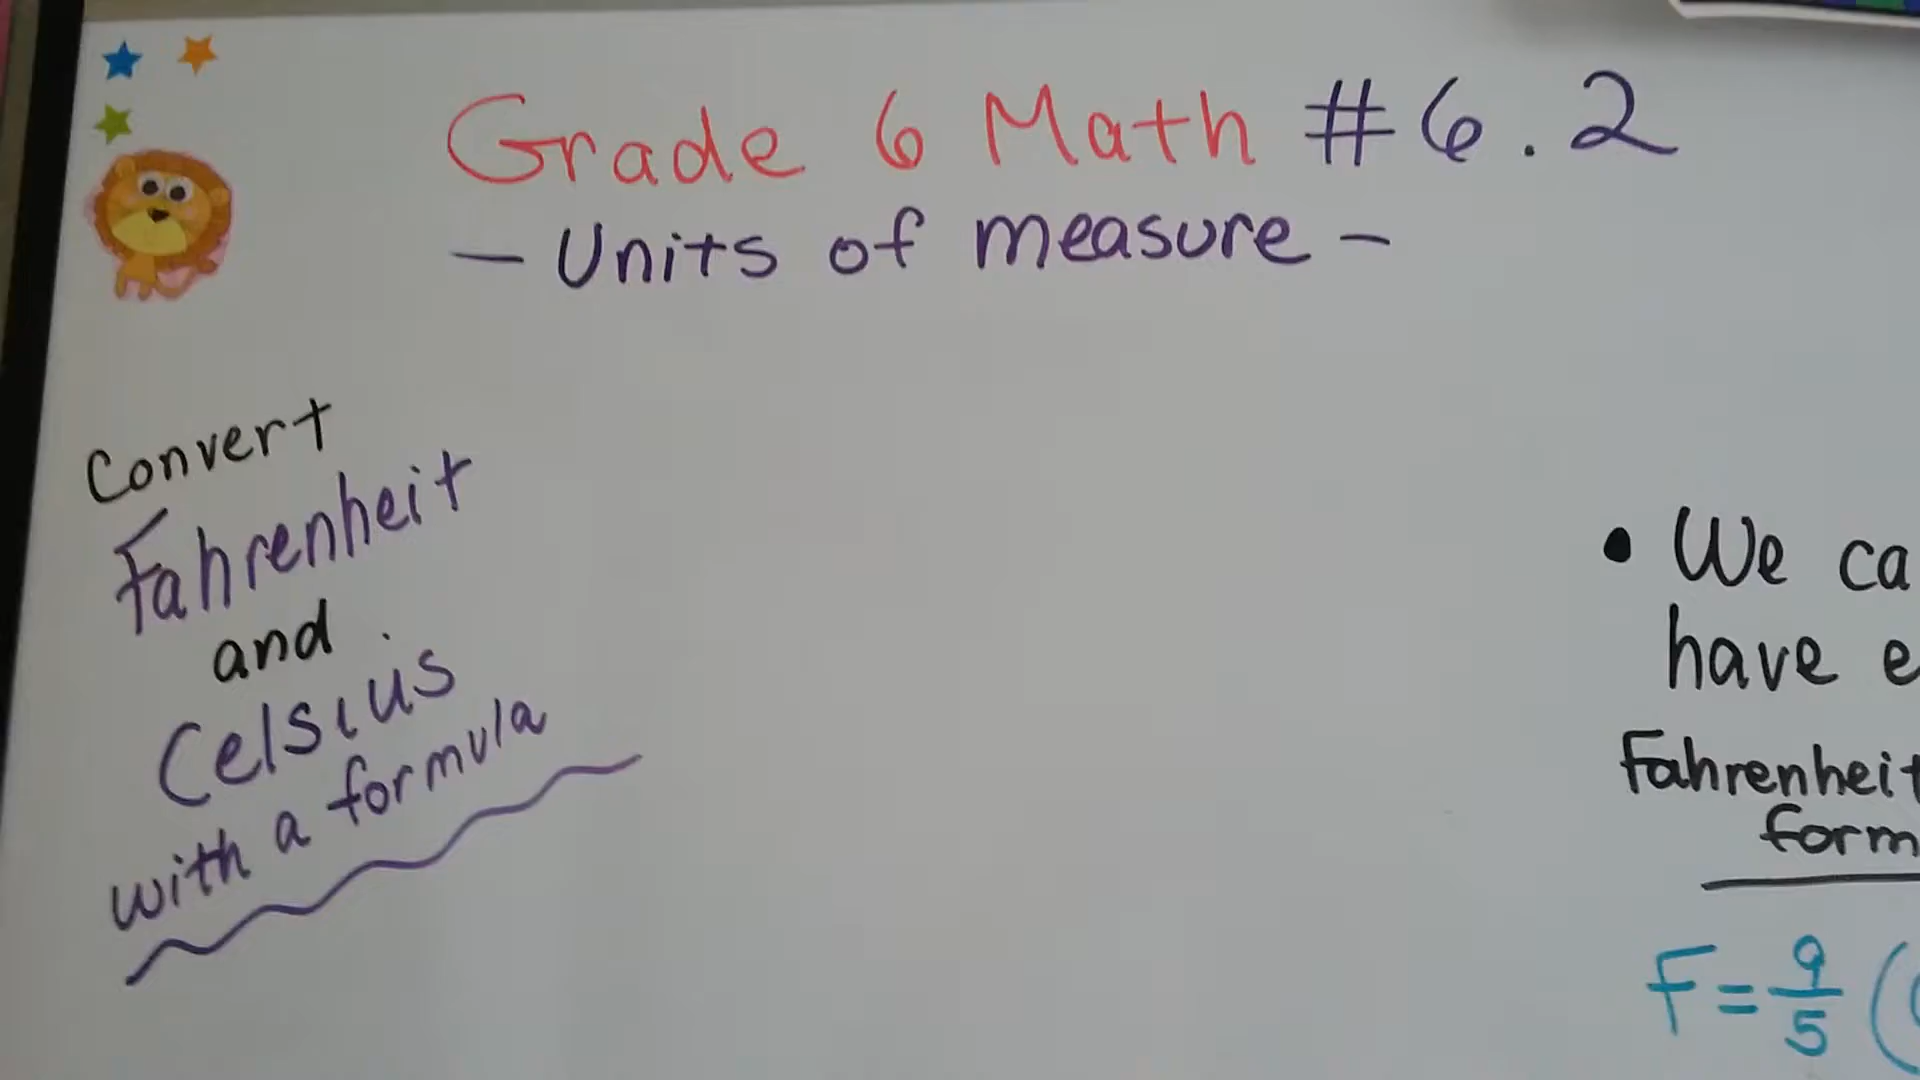 Grade 6 Math #6.2
- Units of measure -
Convert
Fahrenheit
and
Celsius
with a formula
• We ca
have e
Fahrenheit
form
F = 9/5 (